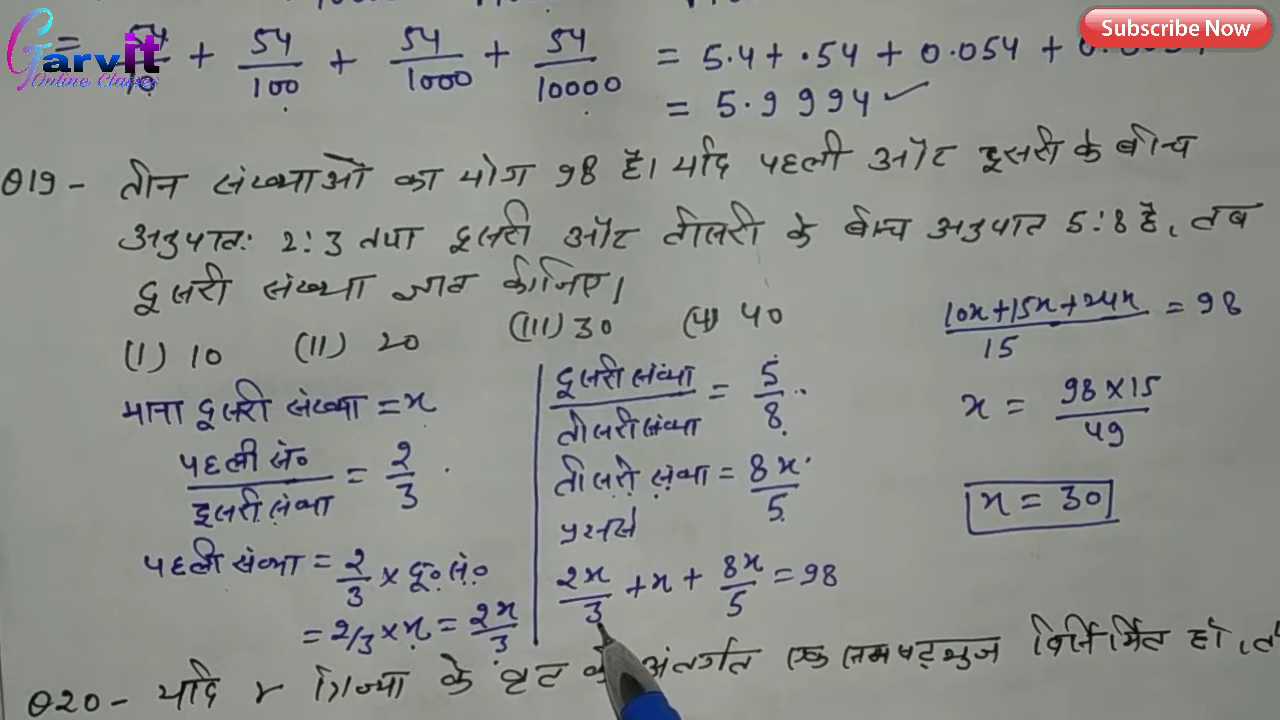 Subscribe Now
Garvit
Online Classes
= 54/10 + 54/100 + 54/1000 + 54/10000 = 5.4 + .54 + 0.054 +
= 5.9994 ✓
Q19 - तीन संख्याओं का योग 98 है। यदि पहली और दूसरी के बीच
अनुपातः 2:3 तथा दूसरी और तीसरी के बीच अनुपात 5:8 है, तब
दूसरी संख्या ज्ञात कीजिए।
(I) 10 (II) 20 (III) 30 (4) 40
माना दूसरी संख्या = x
पहली सं० / दूसरी संख्या = 2/3
पहली संख्या = 2/3 × दू० सं०
= 2/3 × x = 2x/3
दूसरी संख्या / तीसरी संख्या = 5/8
तीसरी संख्या = 8x/5
प्रश्नसे
2x/3 + x + 8x/5 = 98
10x+15x+24x / 15 = 98
x = 98×15 / 49
x = 30
Q20 - यदि r त्रिज्या के वृत के अंतर्गत एक समषट्भुज निर्मित हो,